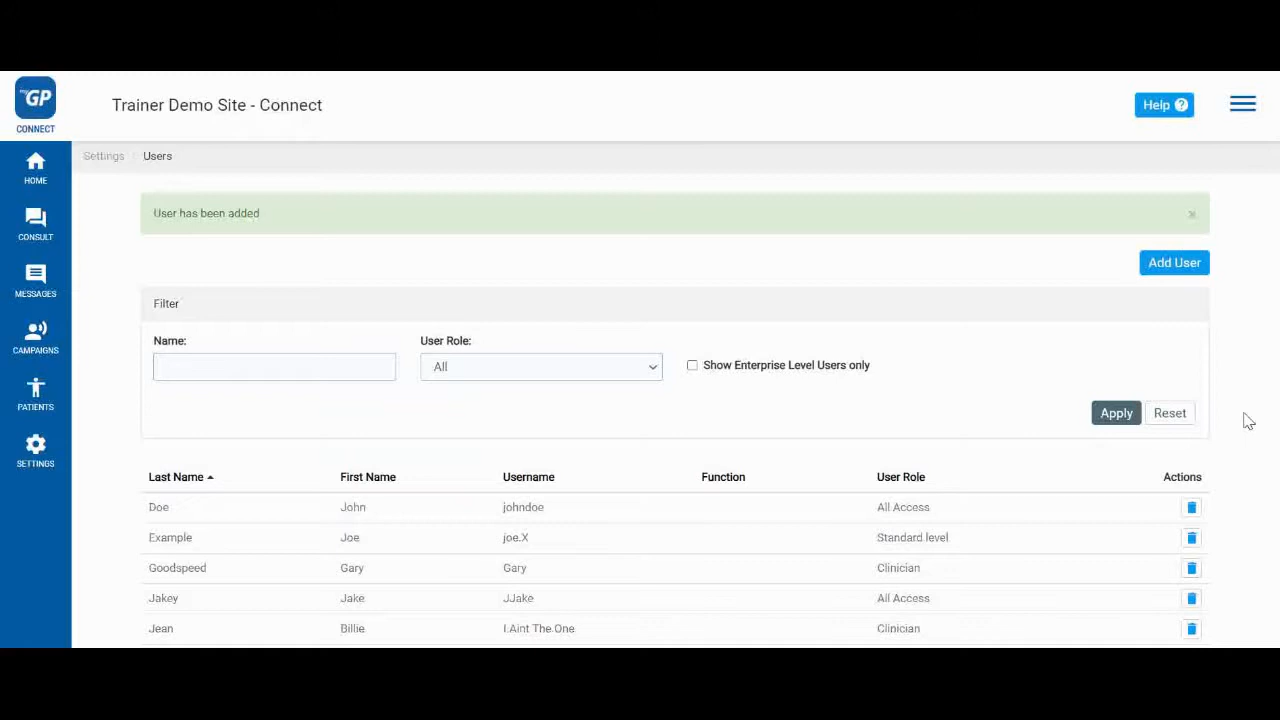 myGP
CONNECT
Trainer Demo Site - Connect
Help ?
Settings Users
HOME
CONSULT
MESSAGES
CAMPAIGNS
PATIENTS
SETTINGS
User has been added ×
Add User
Filter
Name: User Role:
All
Show Enterprise Level Users only
Apply Reset
Last Name First Name Username Function User Role Actions
Doe John johndoe All Access
Example Joe joe.X Standard level
Goodspeed Gary Gary Clinician
Jakey Jake JJake All Access
Jean Billie I.Aint.The.One Clinician